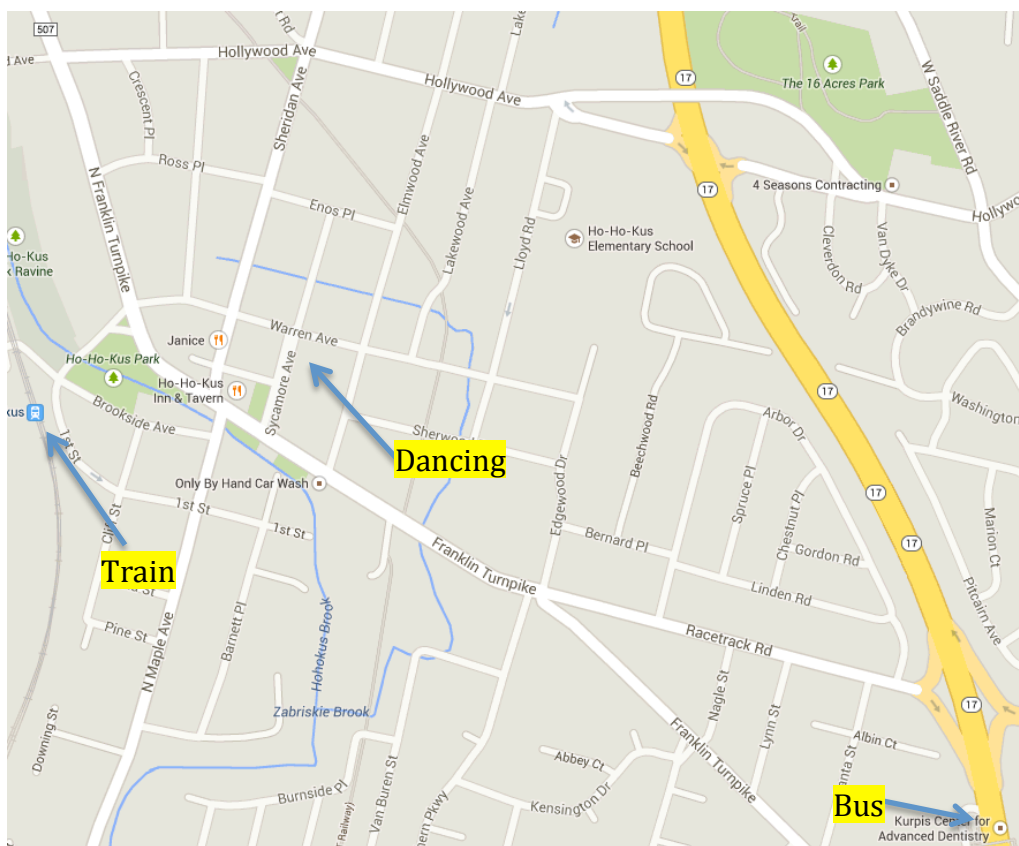 507
Hollywood Ave
Lake
The 16 Acres Park
W Saddle River Rd
Crescent Pl
Sheridan Ave
Hollywood Ave
17
17
Ross Pl
Elmwood Ave
4 Seasons Contracting
Enos Pl
Lakewood Ave
Lloyd Rd
Ho-Ho-Kus
Elementary School
Cleverdon Rd
Van Dyke Dr
N Franklin Turnpike
Brandywine Rd
Janice
Warren Ave
Ho-Ho-Kus Park
Ho-Ho-Kus
Inn & Tavern
Sycamore Ave
17
Washington
Brookside Ave
Beechwood Rd
Arbor Dr
1st St
Dancing
Edgewood Dr
Spruce Pl
Chestnut Pl
17
Only By Hand Car Wash
1st St
1st St
Marion Ct
Bernard Pl
Gordon Rd
17
Train
Franklin Turnpike
Linden Rd
Pitcairn Ave
Pine St
Barnett Pl
Hohokus Brook
Racetrack Rd
N Maple Ave
Nagle St
Lynn St
17
Zabriskie Brook
Franklin Turnpike
Downing St
Abbey Ct
Albin Ct
Burnside Pl
Van Buren St
Kensington Dr
Bus
Kurpis Center for
Advanced Dentistry